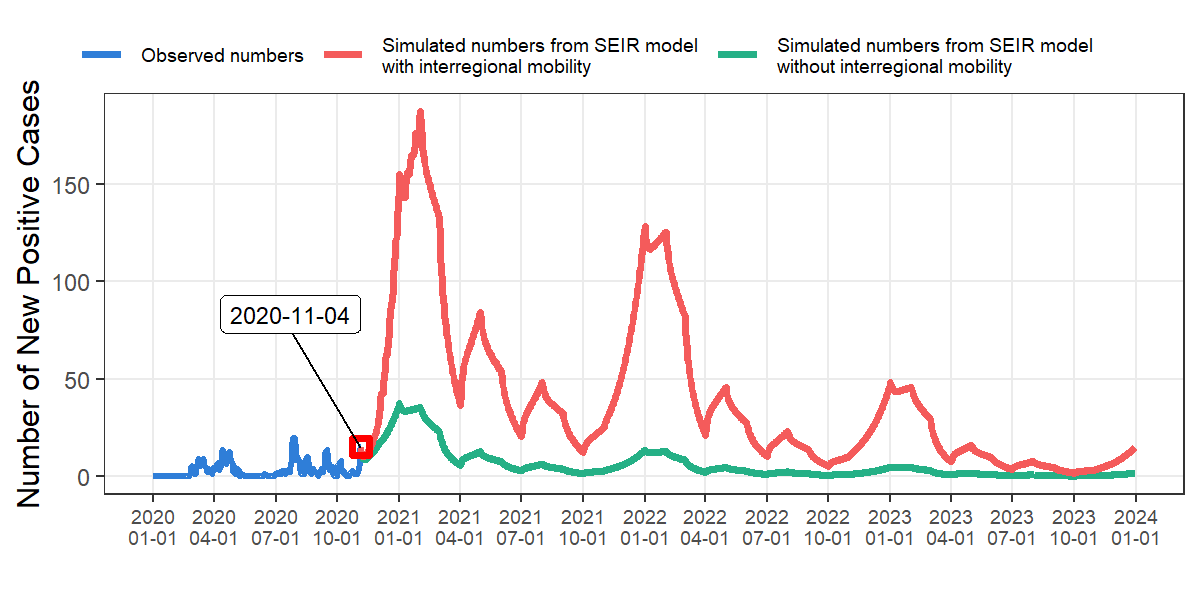 Observed numbers
Simulated numbers from SEIR model
with interregional mobility
Simulated numbers from SEIR model
without interregional mobility
Number of New Positive Cases
150
100
50
0
2020-11-04
2020 2020 2020 2020 2021 2021 2021 2021 2022 2022 2022 2022 2023 2023 2023 2023 2024
01-01 04-01 07-01 10-01 01-01 04-01 07-01 10-01 01-01 04-01 07-01 10-01 01-01 04-01 07-01 10-01 01-01